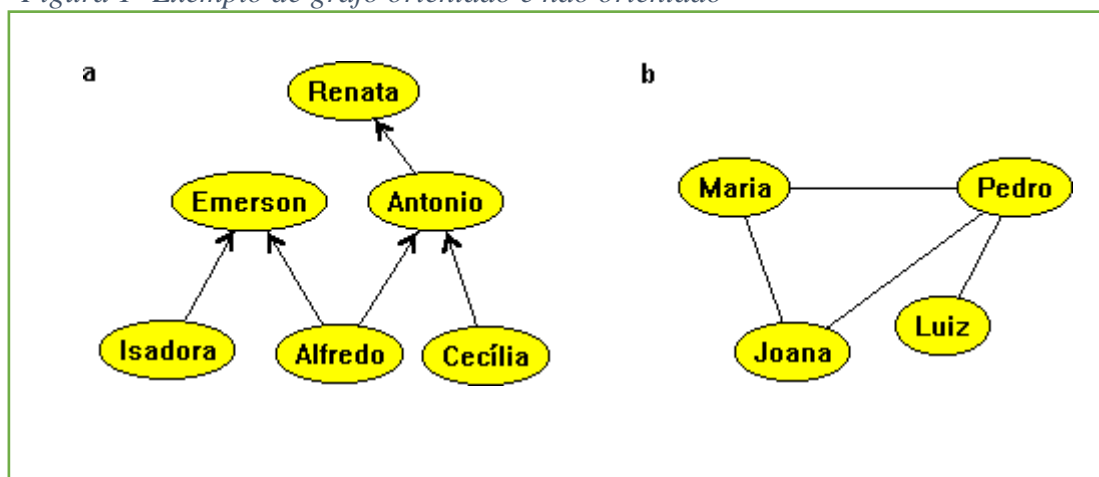 Figura 1- Exemplo de grafo orientado e não orientado
a
Renata
Emerson
Antonio
Isadora
Alfredo
Cecília
b
Maria
Pedro
Joana
Luiz